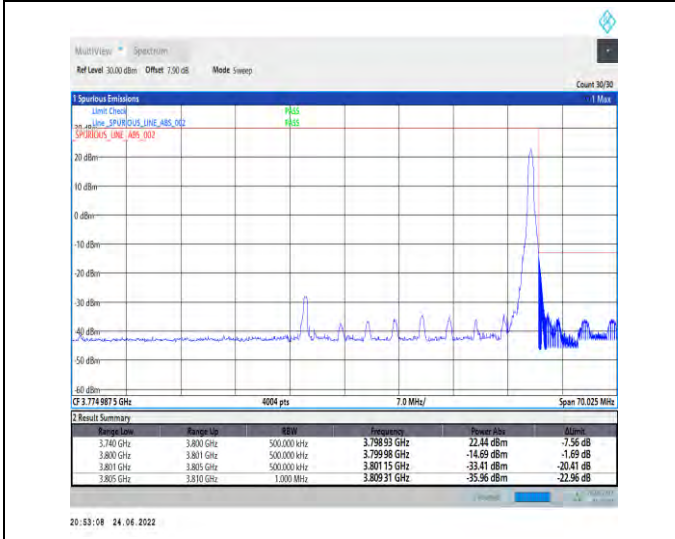 MultiView Spectrum
Ref Level 30.00 dBm Offset 7.90 dB Mode Sweep
Count 30/30
1 Spurious Emissions 1 Max
Limit Check PASS
Line _SPURIOUS_LINE_ABS_002 PASS
_SPURIOUS_LINE_ABS_002
20 dBm
10 dBm
0 dBm
-10 dBm
-20 dBm
-30 dBm
-40 dBm
-50 dBm
-60 dBm
CF 3.774 987 5 GHz 4004 pts 7.0 MHz/ Span 70.025 MHz
2 Result Summary
Range Low Range Up RBW Frequency Power Abs ΔLimit
3.740 GHz 3.800 GHz 500.000 kHz 3.798 93 GHz 22.44 dBm -7.56 dB
3.800 GHz 3.801 GHz 500.000 kHz 3.799 98 GHz -14.69 dBm -1.69 dB
3.801 GHz 3.805 GHz 500.000 kHz 3.801 15 GHz -33.41 dBm -20.41 dB
3.805 GHz 3.810 GHz 1.000 MHz 3.809 31 GHz -35.96 dBm -22.96 dB
20:53:08 24.06.2022